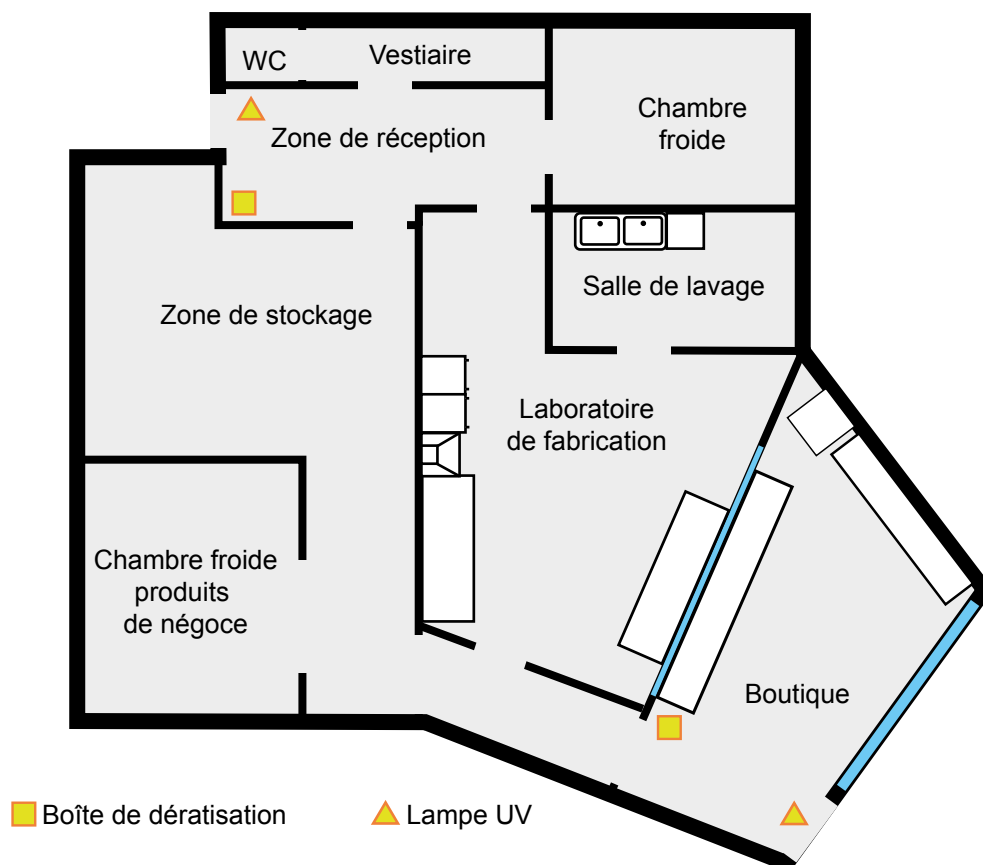 WC
Vestiaire
Chambre
froide
Zone de réception
Salle de lavage
Zone de stockage
Laboratoire
de fabrication
Chambre froide
produits
de négoce
Boutique
Boîte de dératisation
Lampe UV